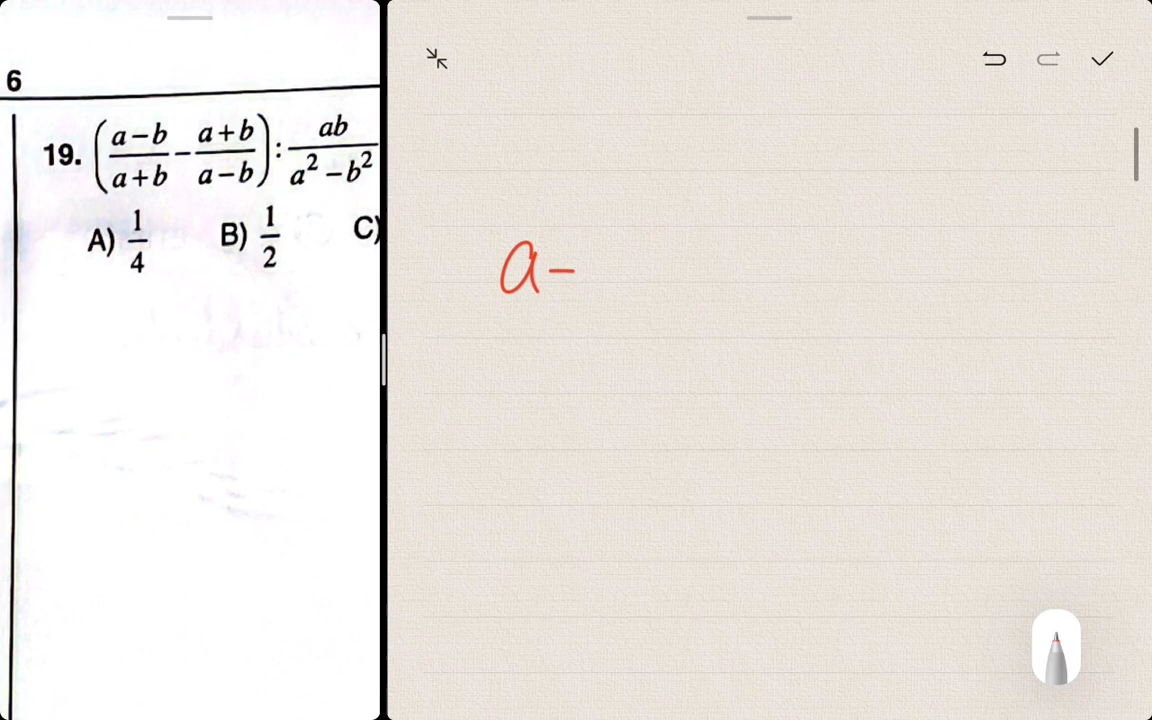 6
19. (a-b/a+b - a+b/a-b) : ab/a² - b²
A) 1/4 B) 1/2 C)
a-